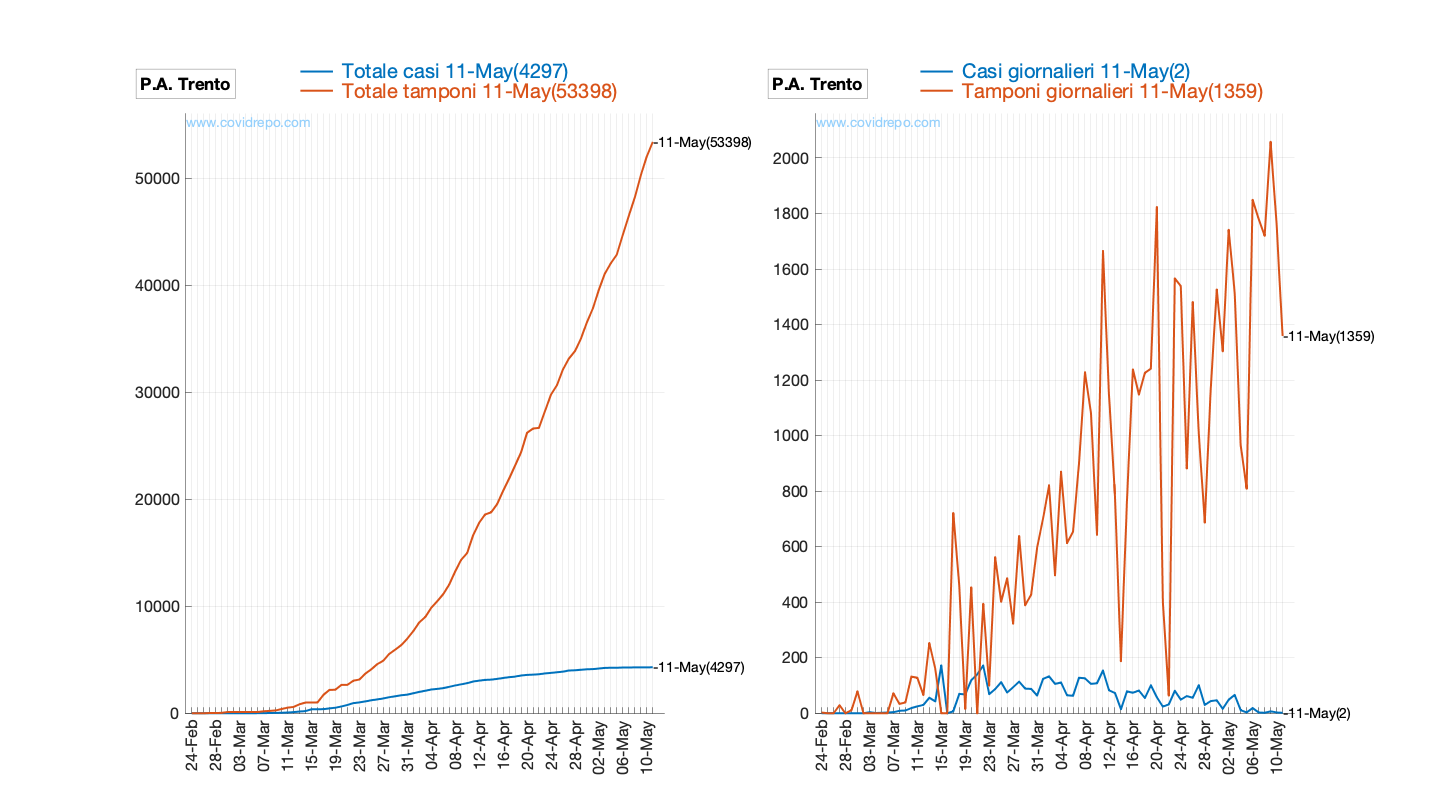 P.A. Trento
Totale casi 11-May(4297)
Totale tamponi 11-May(53398)
www.covidrepo.com
11-May(53398)
11-May(4297)
50000
40000
30000
20000
10000
0
24-Feb
28-Feb
03-Mar
07-Mar
11-Mar
15-Mar
19-Mar
23-Mar
27-Mar
31-Mar
04-Apr
08-Apr
12-Apr
16-Apr
20-Apr
24-Apr
28-Apr
02-May
06-May
10-May
P.A. Trento
Casi giornalieri 11-May(2)
Tamponi giornalieri 11-May(1359)
www.covidrepo.com
11-May(1359)
11-May(2)
2000
1800
1600
1400
1200
1000
800
600
400
200
0
24-Feb
28-Feb
03-Mar
07-Mar
11-Mar
15-Mar
19-Mar
23-Mar
27-Mar
31-Mar
04-Apr
08-Apr
12-Apr
16-Apr
20-Apr
24-Apr
28-Apr
02-May
06-May
10-May